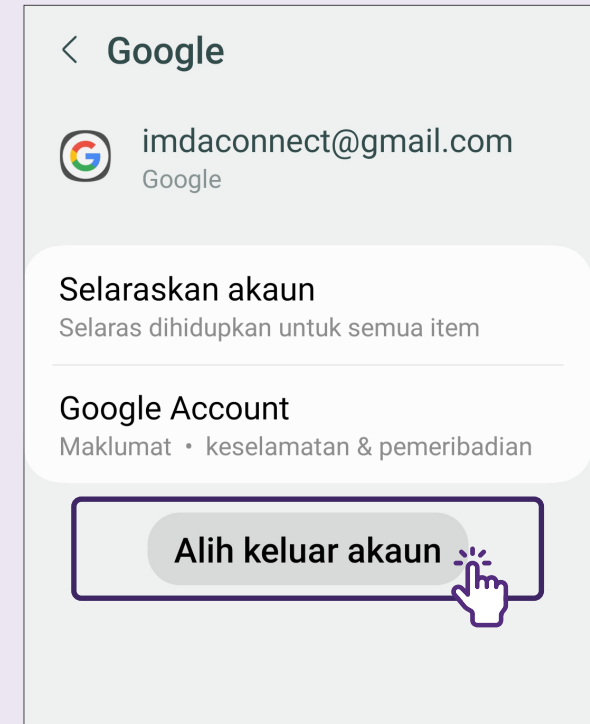 Google
imdaconnect@gmail.com
Google
Selaraskan akaun
Selaras dihidupkan untuk semua item
Google Account
Maklumat • keselamatan & pemeribadian
Alih keluar akaun